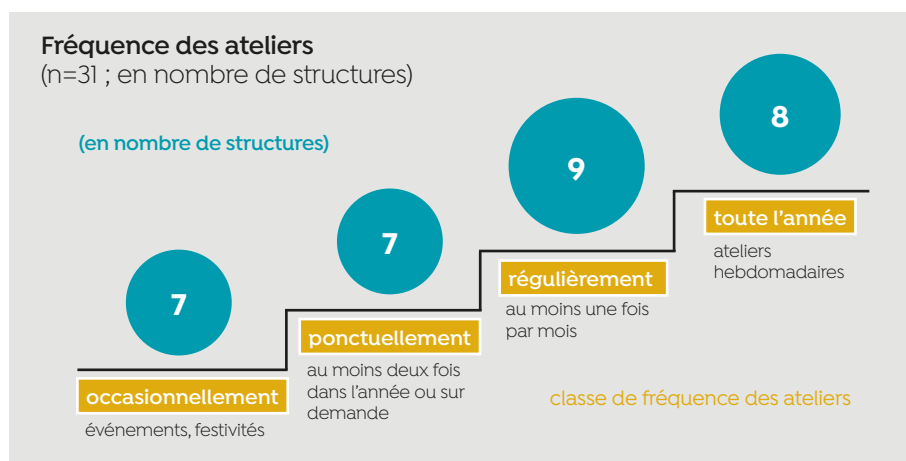 Fréquence des ateliers
(n=31 ; en nombre de structures)
(en nombre de structures)
7
occasionnellement
événements, festivités
7
ponctuellement
au moins deux fois
dans l’année ou sur
demande
9
régulièrement
au moins une fois
par mois
8
toute l’année
ateliers
hebdomadaires
classe de fréquence des ateliers